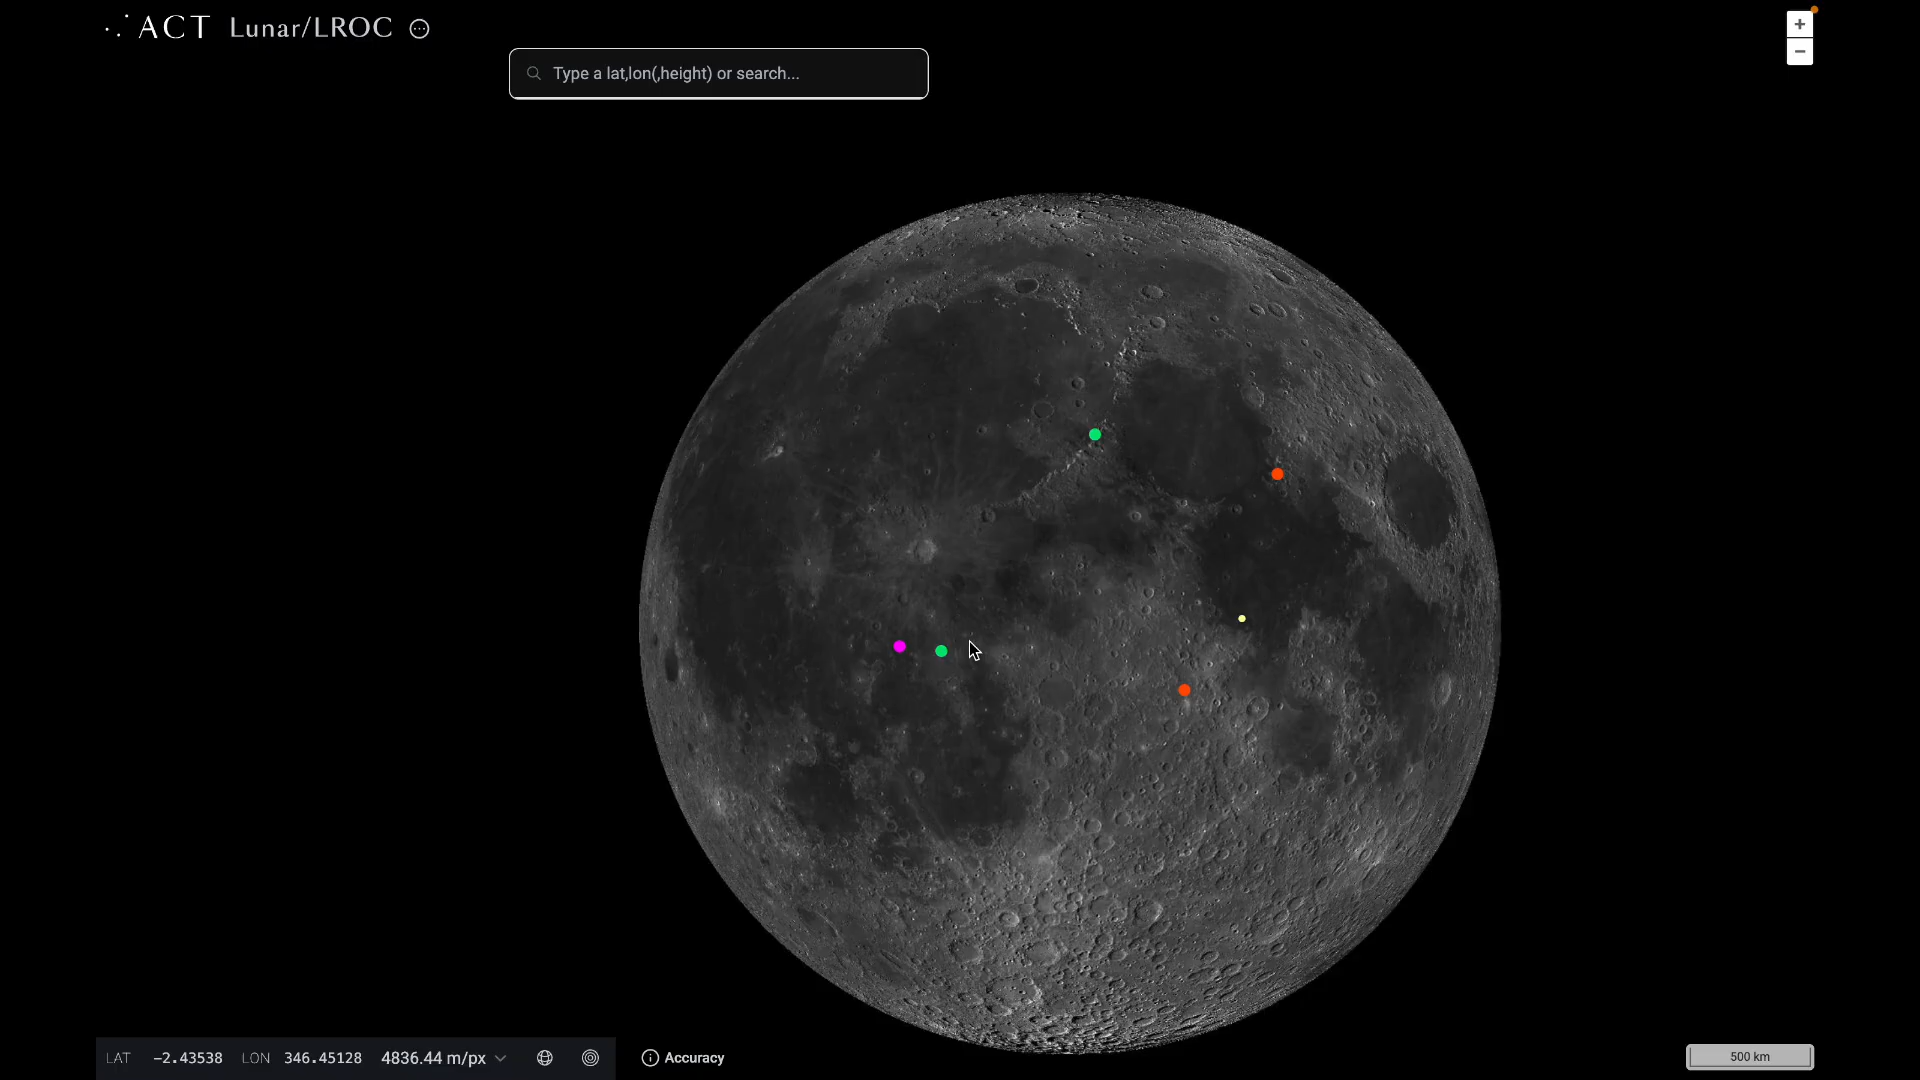 ACT Lunar/LROC
Type a lat,lon(,height) or search...
+
−
LAT −2.43538 LON 346.45128 4836.44 m/px
Accuracy
500 km